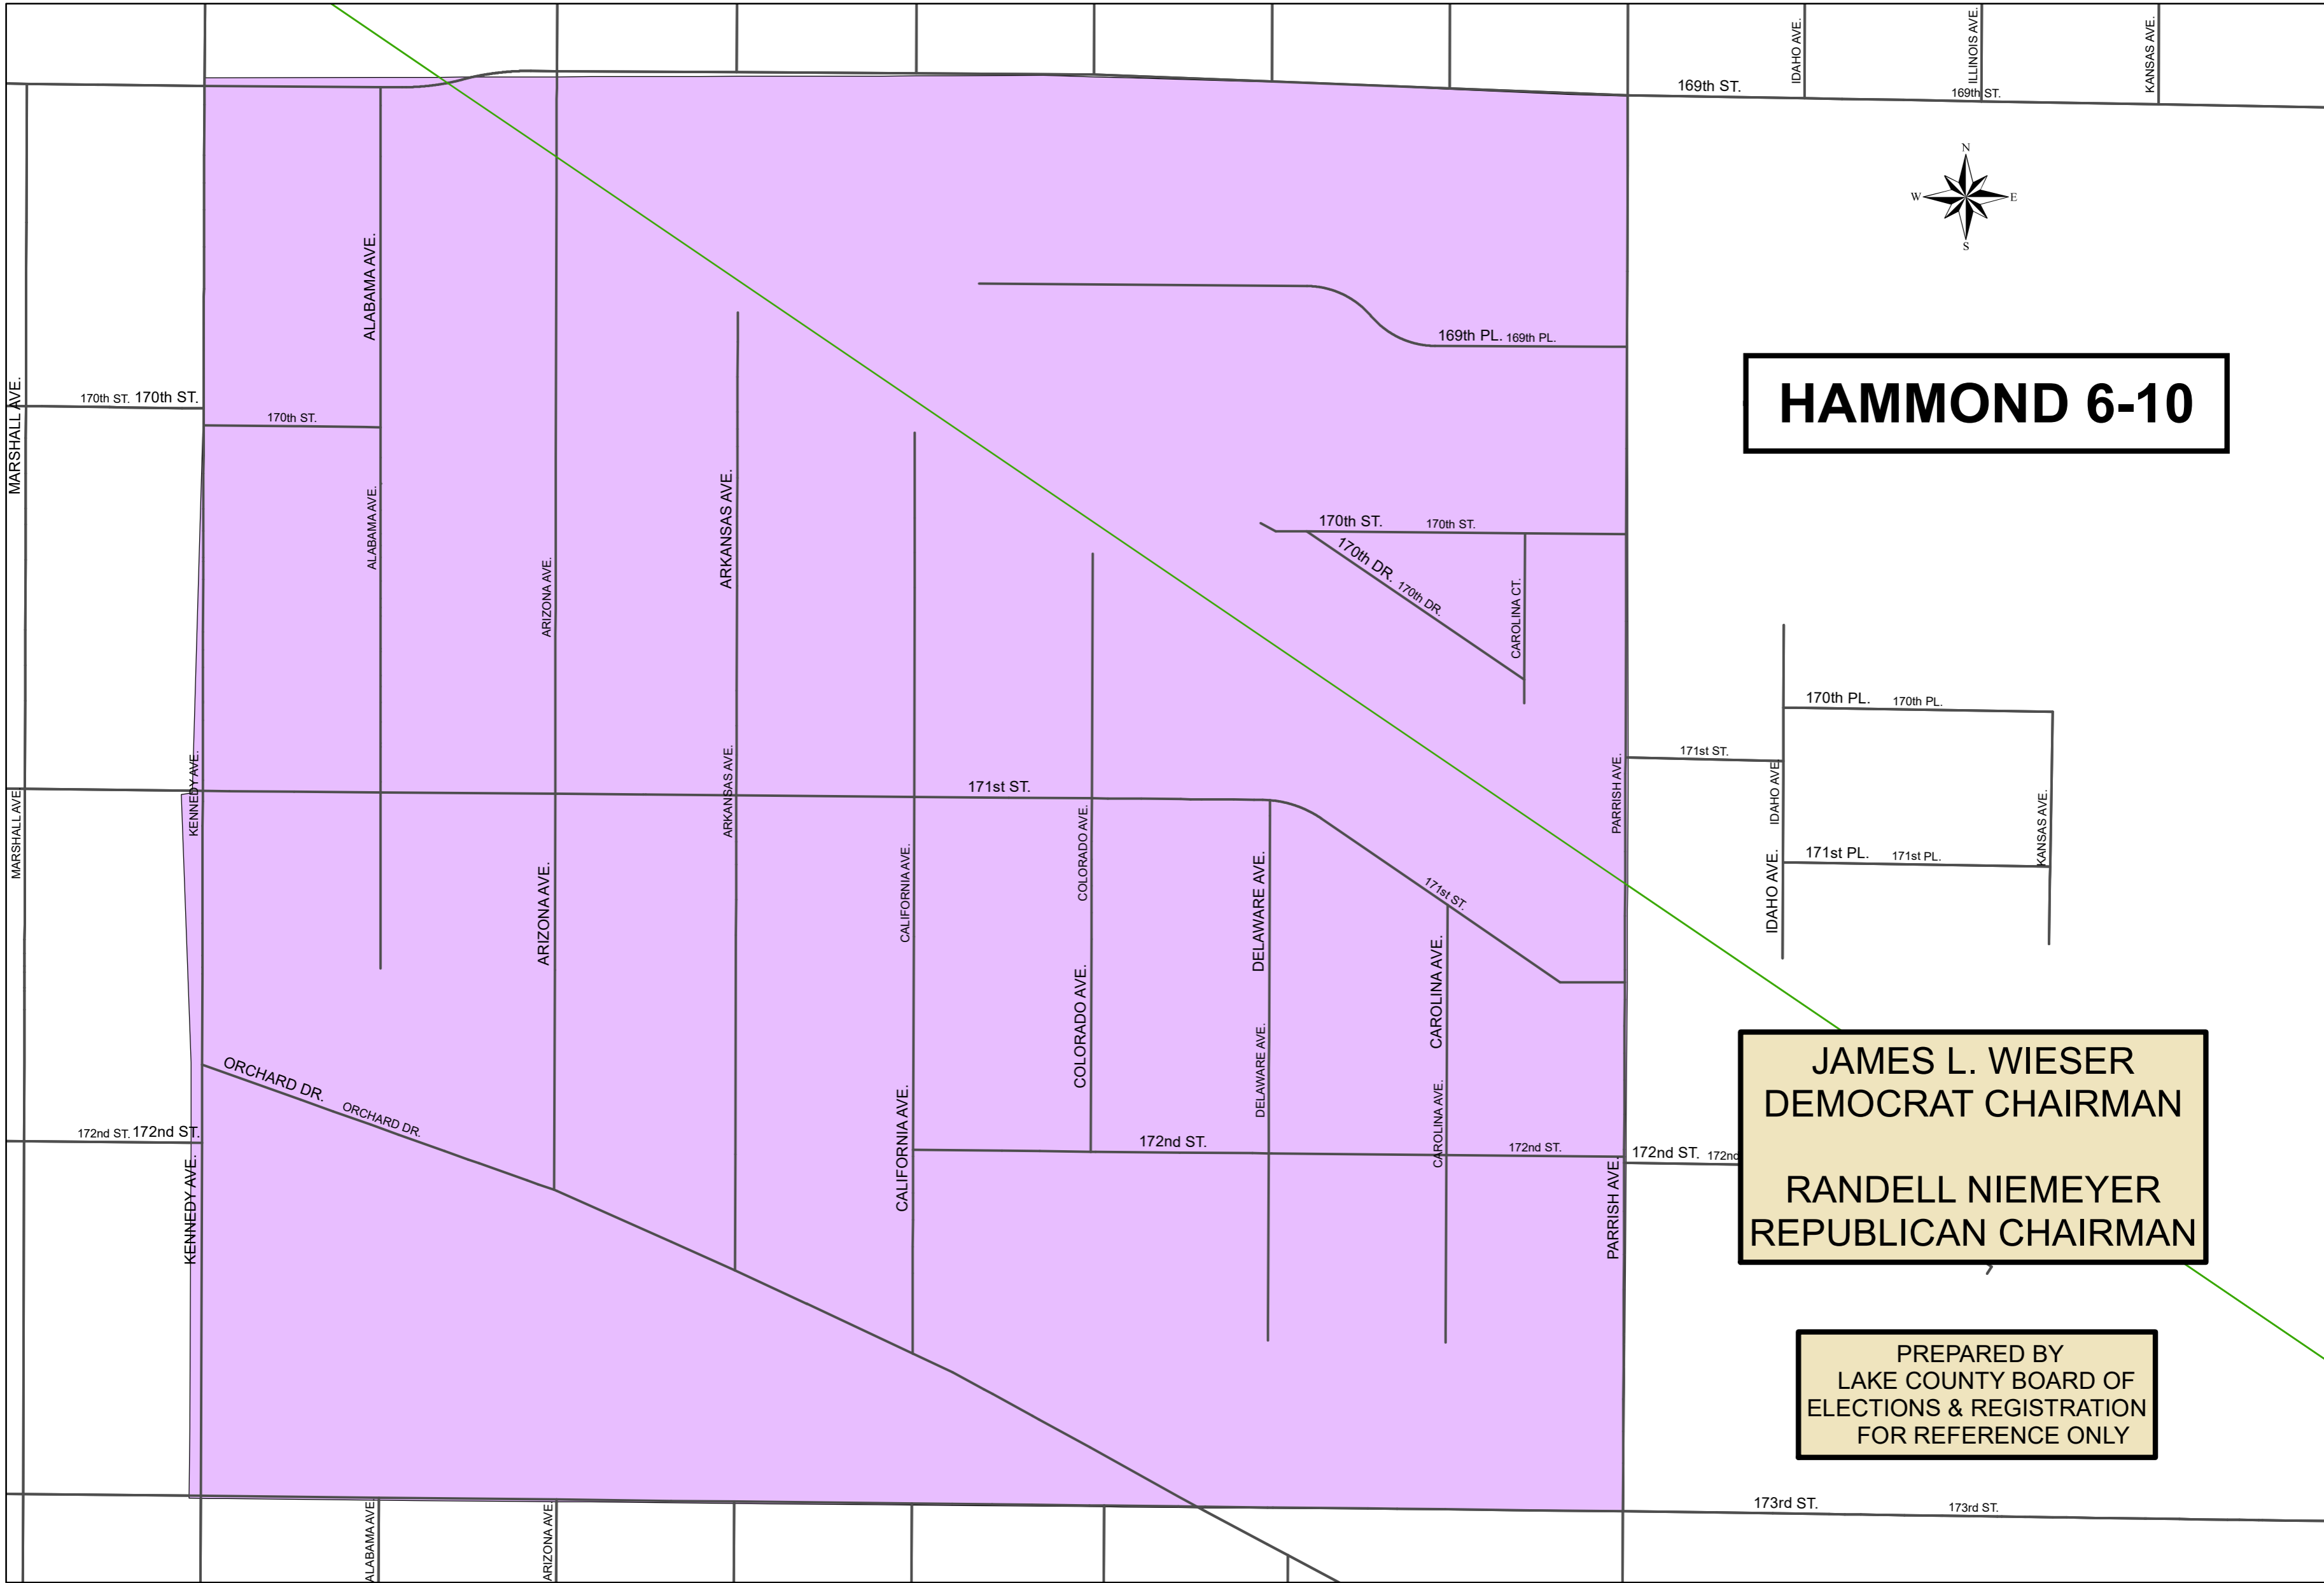 IDAHO AVE.
ILLINOIS AVE.
KANSAS AVE.
169th ST.
169th ST.
N
W
E
S
ALABAMA AVE.
169th PL.
169th PL.
HAMMOND 6-10
MARSHALL AVE.
170th ST.
170th ST.
170th ST.
ALABAMA AVE.
ARIZONA AVE.
ARKANSAS AVE.
170th ST.
170th ST.
170th DR.
170th DR.
CAROLINA CT.
170th PL.
170th PL.
171st ST.
KENNEDY AVE.
ARKANSAS AVE.
171st ST.
PARRISH AVE.
IDAHO AVE.
KANSAS AVE.
MARSHALL AVE.
CALIFORNIA AVE.
COLORADO AVE.
171st PL.
171st PL.
ARIZONA AVE.
DELAWARE AVE.
171st ST.
IDAHO AVE.
COLORADO AVE.
CAROLINA AVE.
DELAWARE AVE.
ORCHARD DR.
ORCHARD DR.
JAMES L. WIESER
DEMOCRAT CHAIRMAN
RANDELL NIEMEYER
REPUBLICAN CHAIRMAN
172nd ST.
172nd ST.
CALIFORNIA AVE.
172nd ST.
CAROLINA AVE.
172nd ST.
172nd ST.
172nd
KENNEDY AVE.
PARRISH AVE.
PREPARED BY
LAKE COUNTY BOARD OF
ELECTIONS & REGISTRATION
FOR REFERENCE ONLY
173rd ST.
173rd ST.
ALABAMA AVE.
ARIZONA AVE.